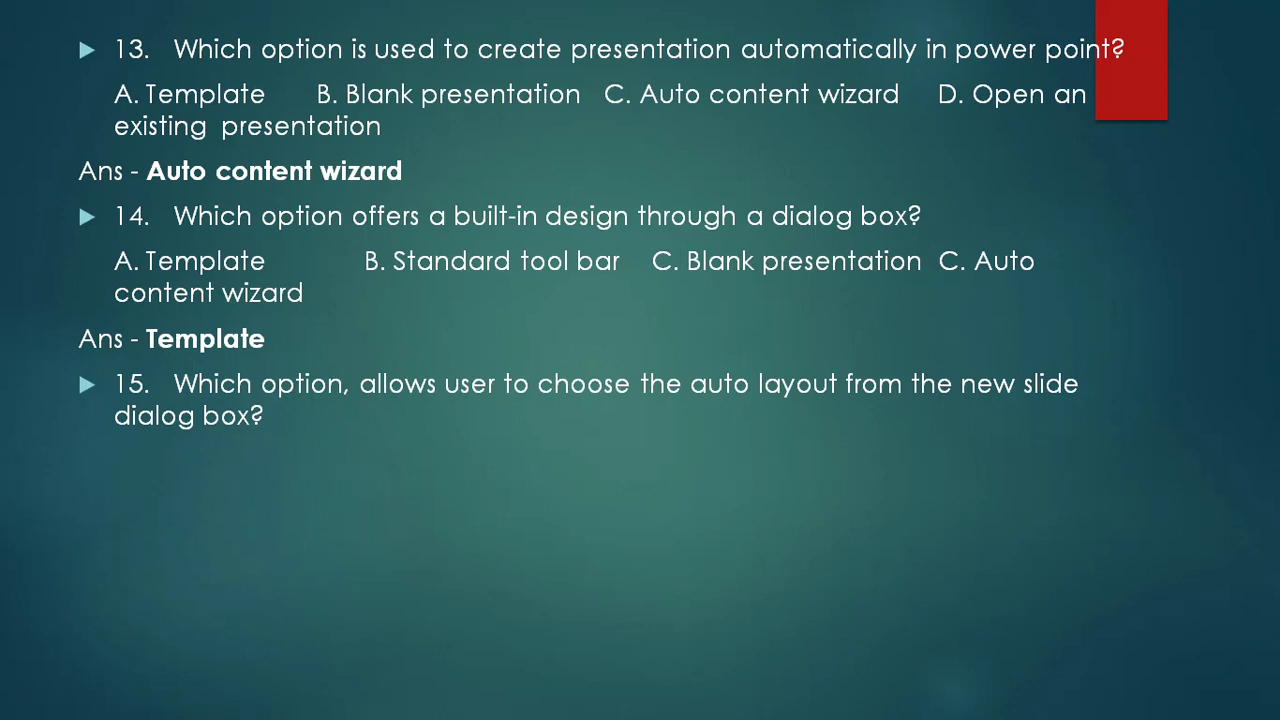 13. Which option is used to create presentation automatically in power point?
A. Template B. Blank presentation C. Auto content wizard D. Open an
existing presentation
Ans - Auto content wizard
14. Which option offers a built-in design through a dialog box?
A. Template B. Standard tool bar C. Blank presentation C. Auto
content wizard
Ans - Template
15. Which option, allows user to choose the auto layout from the new slide
dialog box?